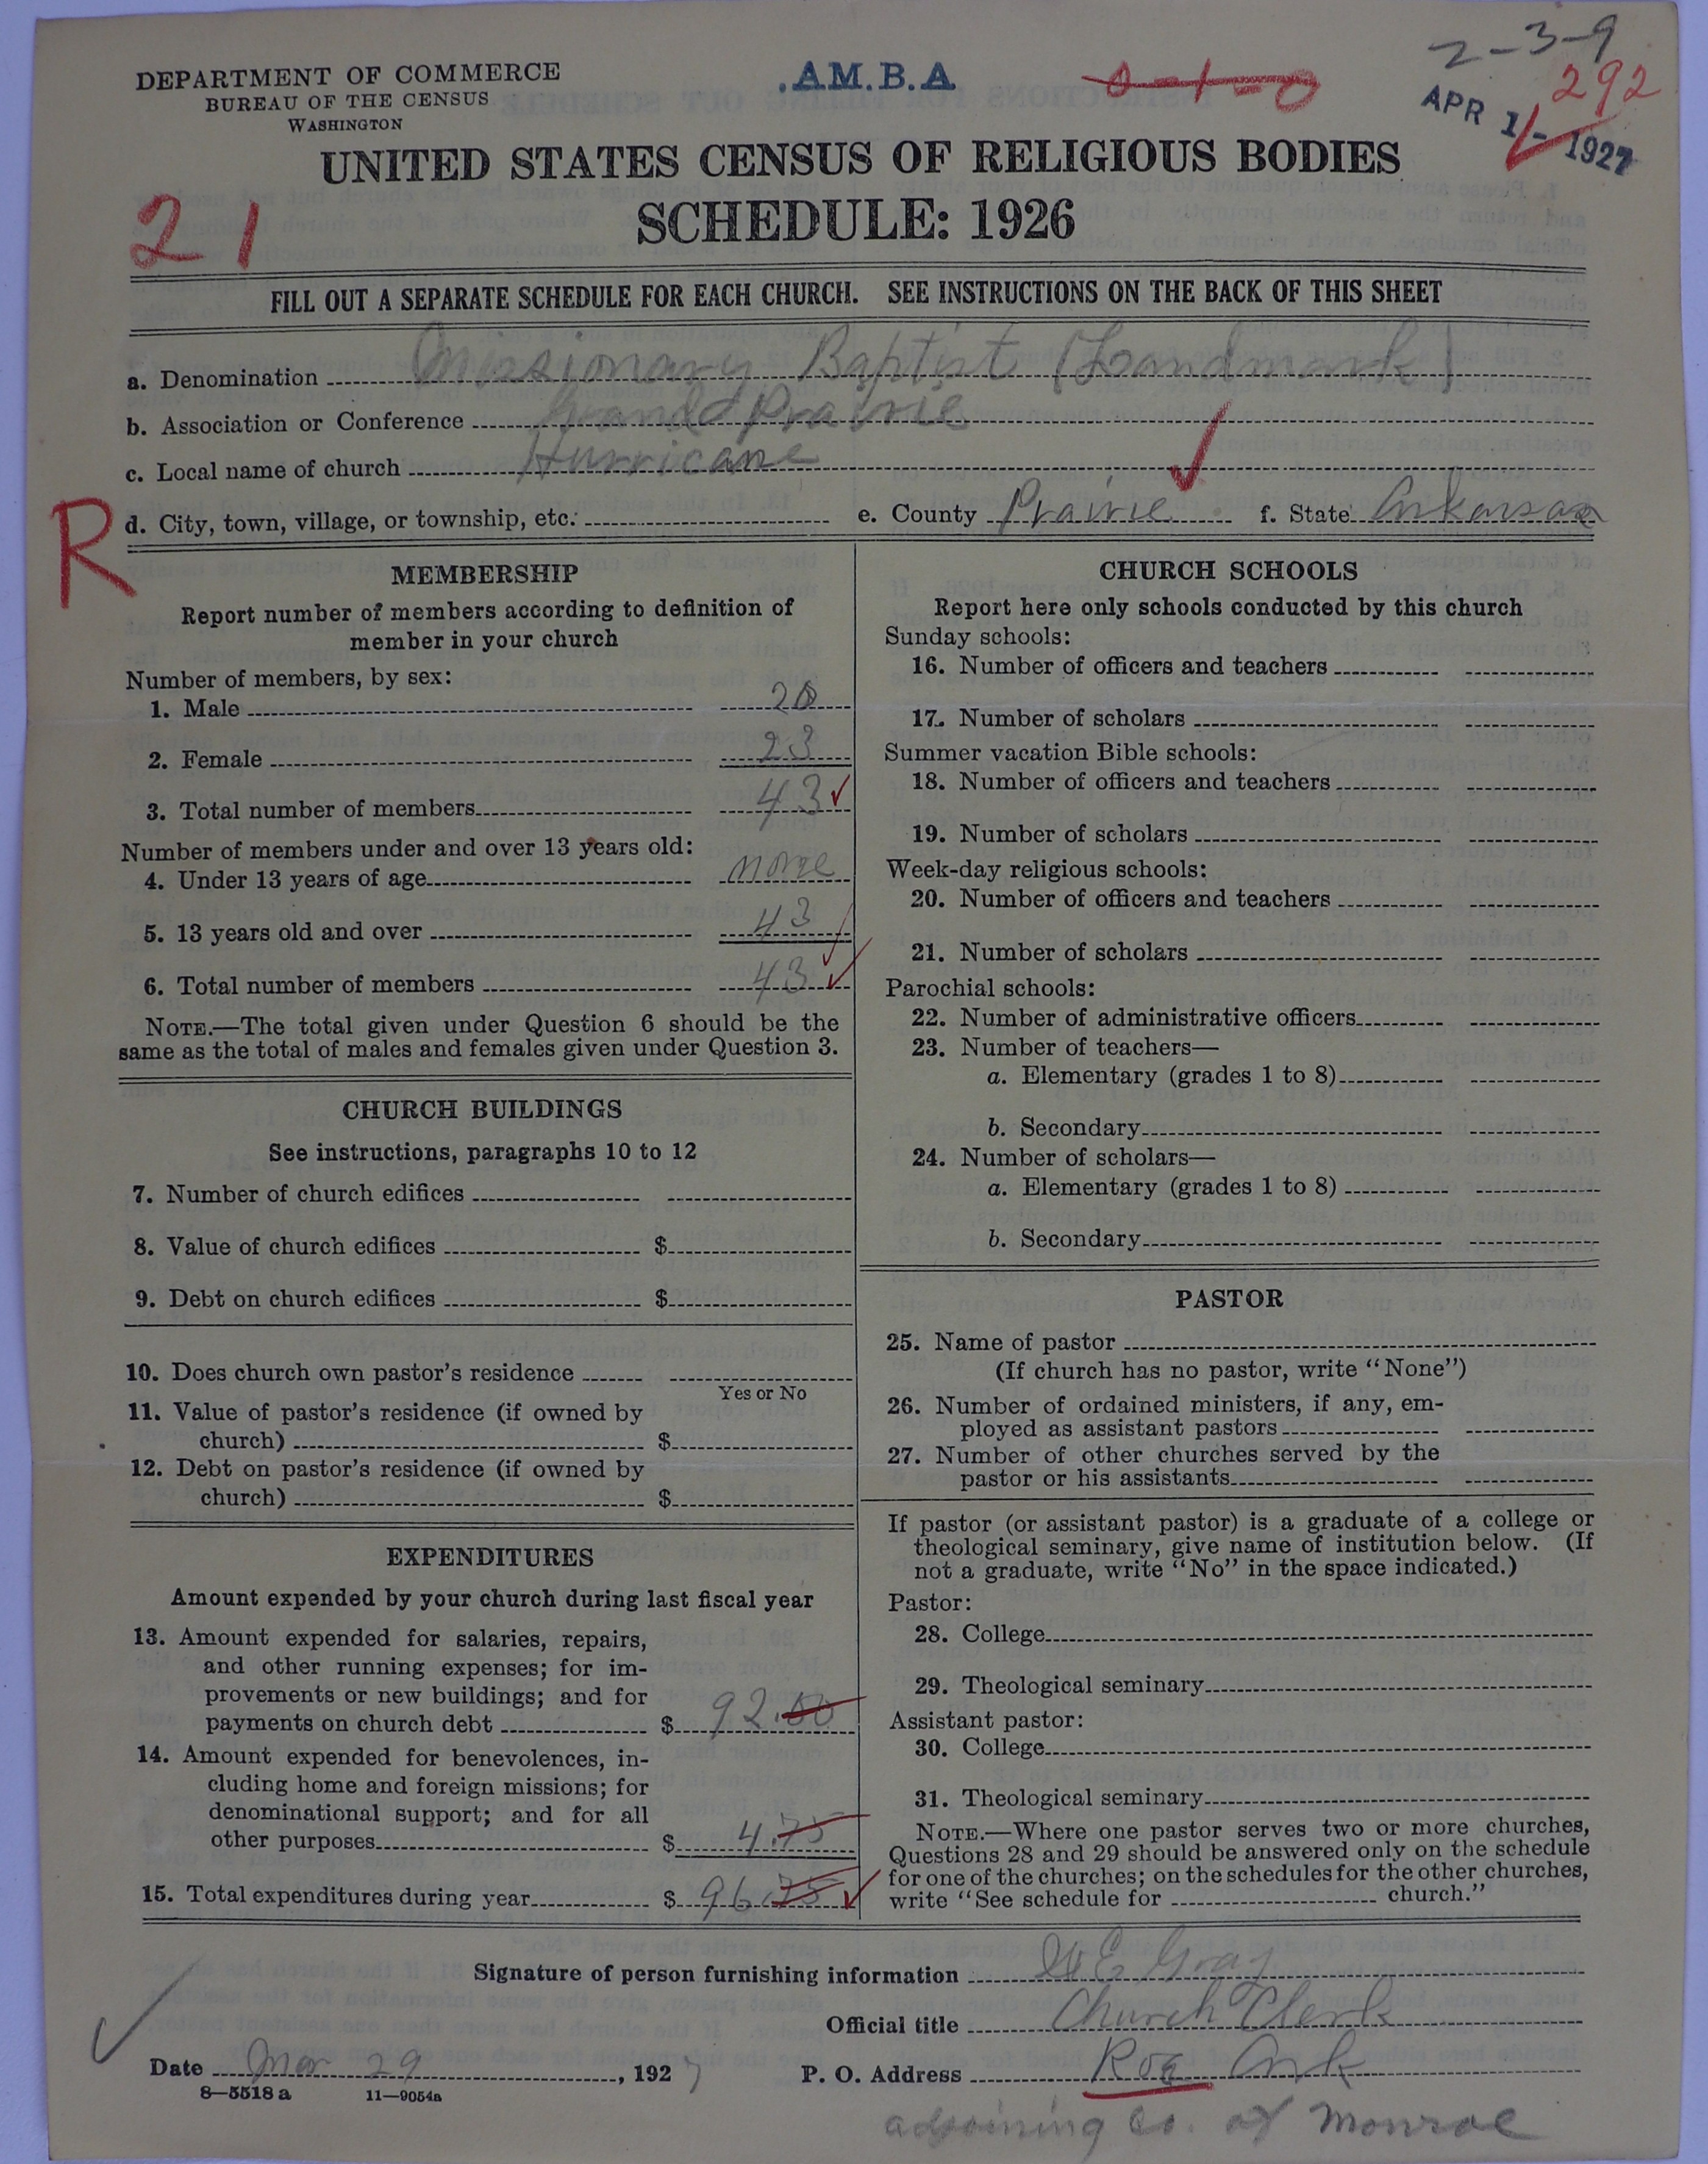 2-3-9
DEPARTMENT OF COMMERCE
BUREAU OF THE CENSUS
WASHINGTON
.A.M.B.A
0-1-0
292
APR 1 - 1927
UNITED STATES CENSUS OF RELIGIOUS BODIES
SCHEDULE: 1926
21
FILL OUT A SEPARATE SCHEDULE FOR EACH CHURCH. SEE INSTRUCTIONS ON THE BACK OF THIS SHEET
a. Denomination Missionary Baptist (Landmark)
b. Association or Conference Grand Prairie
c. Local name of church Hurricane
R
d. City, town, village, or township, etc. e. County Prairie f. State Arkansas
MEMBERSHIP
Report number of members according to definition of
member in your church
Number of members, by sex:
1. Male 20
2. Female 23
3. Total number of members 43
Number of members under and over 13 years old:
4. Under 13 years of age none
5. 13 years old and over 43
6. Total number of members 43
NOTE.—The total given under Question 6 should be the
same as the total of males and females given under Question 3.
CHURCH BUILDINGS
See instructions, paragraphs 10 to 12
7. Number of church edifices
8. Value of church edifices $
9. Debt on church edifices $
10. Does church own pastor's residence
Yes or No
11. Value of pastor's residence (if owned by
church) $
12. Debt on pastor's residence (if owned by
church) $
EXPENDITURES
Amount expended by your church during last fiscal year
13. Amount expended for salaries, repairs,
and other running expenses; for im-
provements or new buildings; and for
payments on church debt $ 92.00
14. Amount expended for benevolences, in-
cluding home and foreign missions; for
denominational support; and for all
other purposes $ 4.75
15. Total expenditures during year $ 96.75
CHURCH SCHOOLS
Report here only schools conducted by this church
Sunday schools:
16. Number of officers and teachers
17. Number of scholars
Summer vacation Bible schools:
18. Number of officers and teachers
19. Number of scholars
Week-day religious schools:
20. Number of officers and teachers
21. Number of scholars
Parochial schools:
22. Number of administrative officers
23. Number of teachers—
a. Elementary (grades 1 to 8)
b. Secondary
24. Number of scholars—
a. Elementary (grades 1 to 8)
b. Secondary
PASTOR
25. Name of pastor
(If church has no pastor, write "None")
26. Number of ordained ministers, if any, em-
ployed as assistant pastors
27. Number of other churches served by the
pastor or his assistants
If pastor (or assistant pastor) is a graduate of a college or
theological seminary, give name of institution below. (If
not a graduate, write "No" in the space indicated.)
Pastor:
28. College
29. Theological seminary
Assistant pastor:
30. College
31. Theological seminary
NOTE.—Where one pastor serves two or more churches,
Questions 28 and 29 should be answered only on the schedule
for one of the churches; on the schedules for the other churches,
write "See schedule for church."
Signature of person furnishing information E Gray
Official title Church Clerk
Date Mar 29, 1927 P. O. Address Roe Ark
8-5518 a 11-9054a
adjoining Co. of Monroe